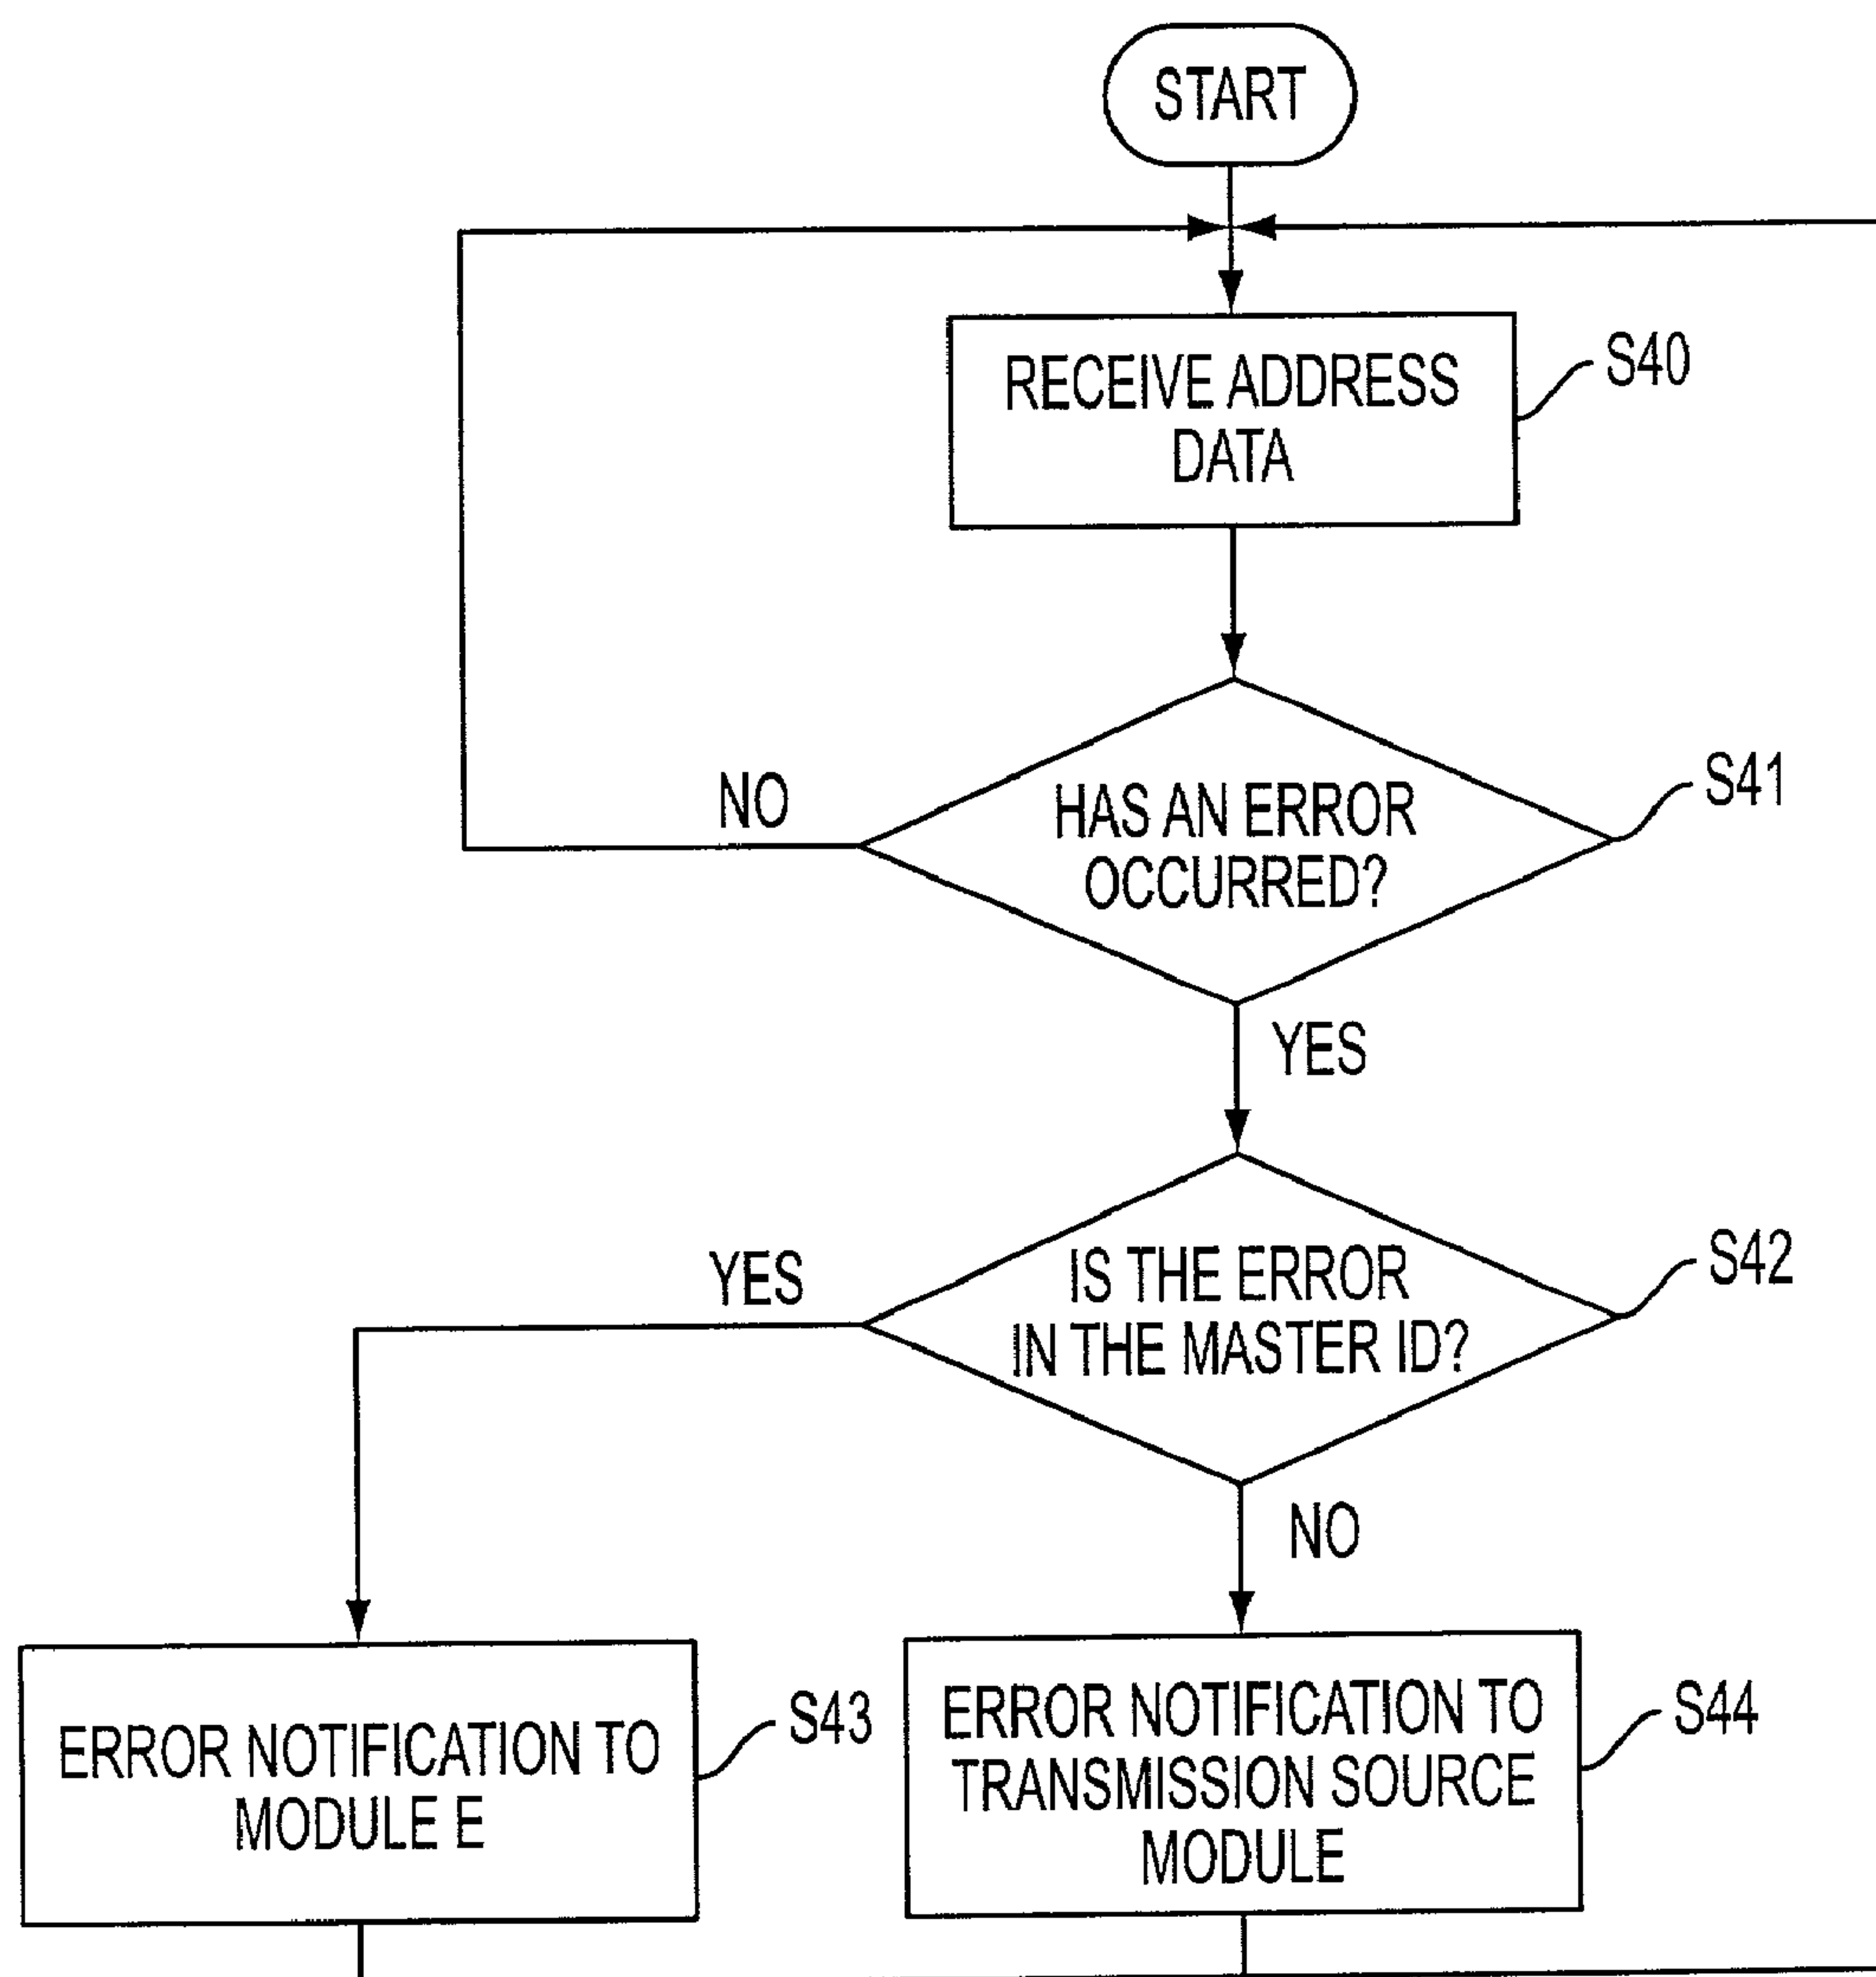 START
RECEIVE ADDRESS
DATA
S40
HAS AN ERROR
OCCURRED?
S41
NO
YES
IS THE ERROR
IN THE MASTER ID?
S42
YES
NO
ERROR NOTIFICATION TO
MODULE E
S43
ERROR NOTIFICATION TO
TRANSMISSION SOURCE
MODULE
S44